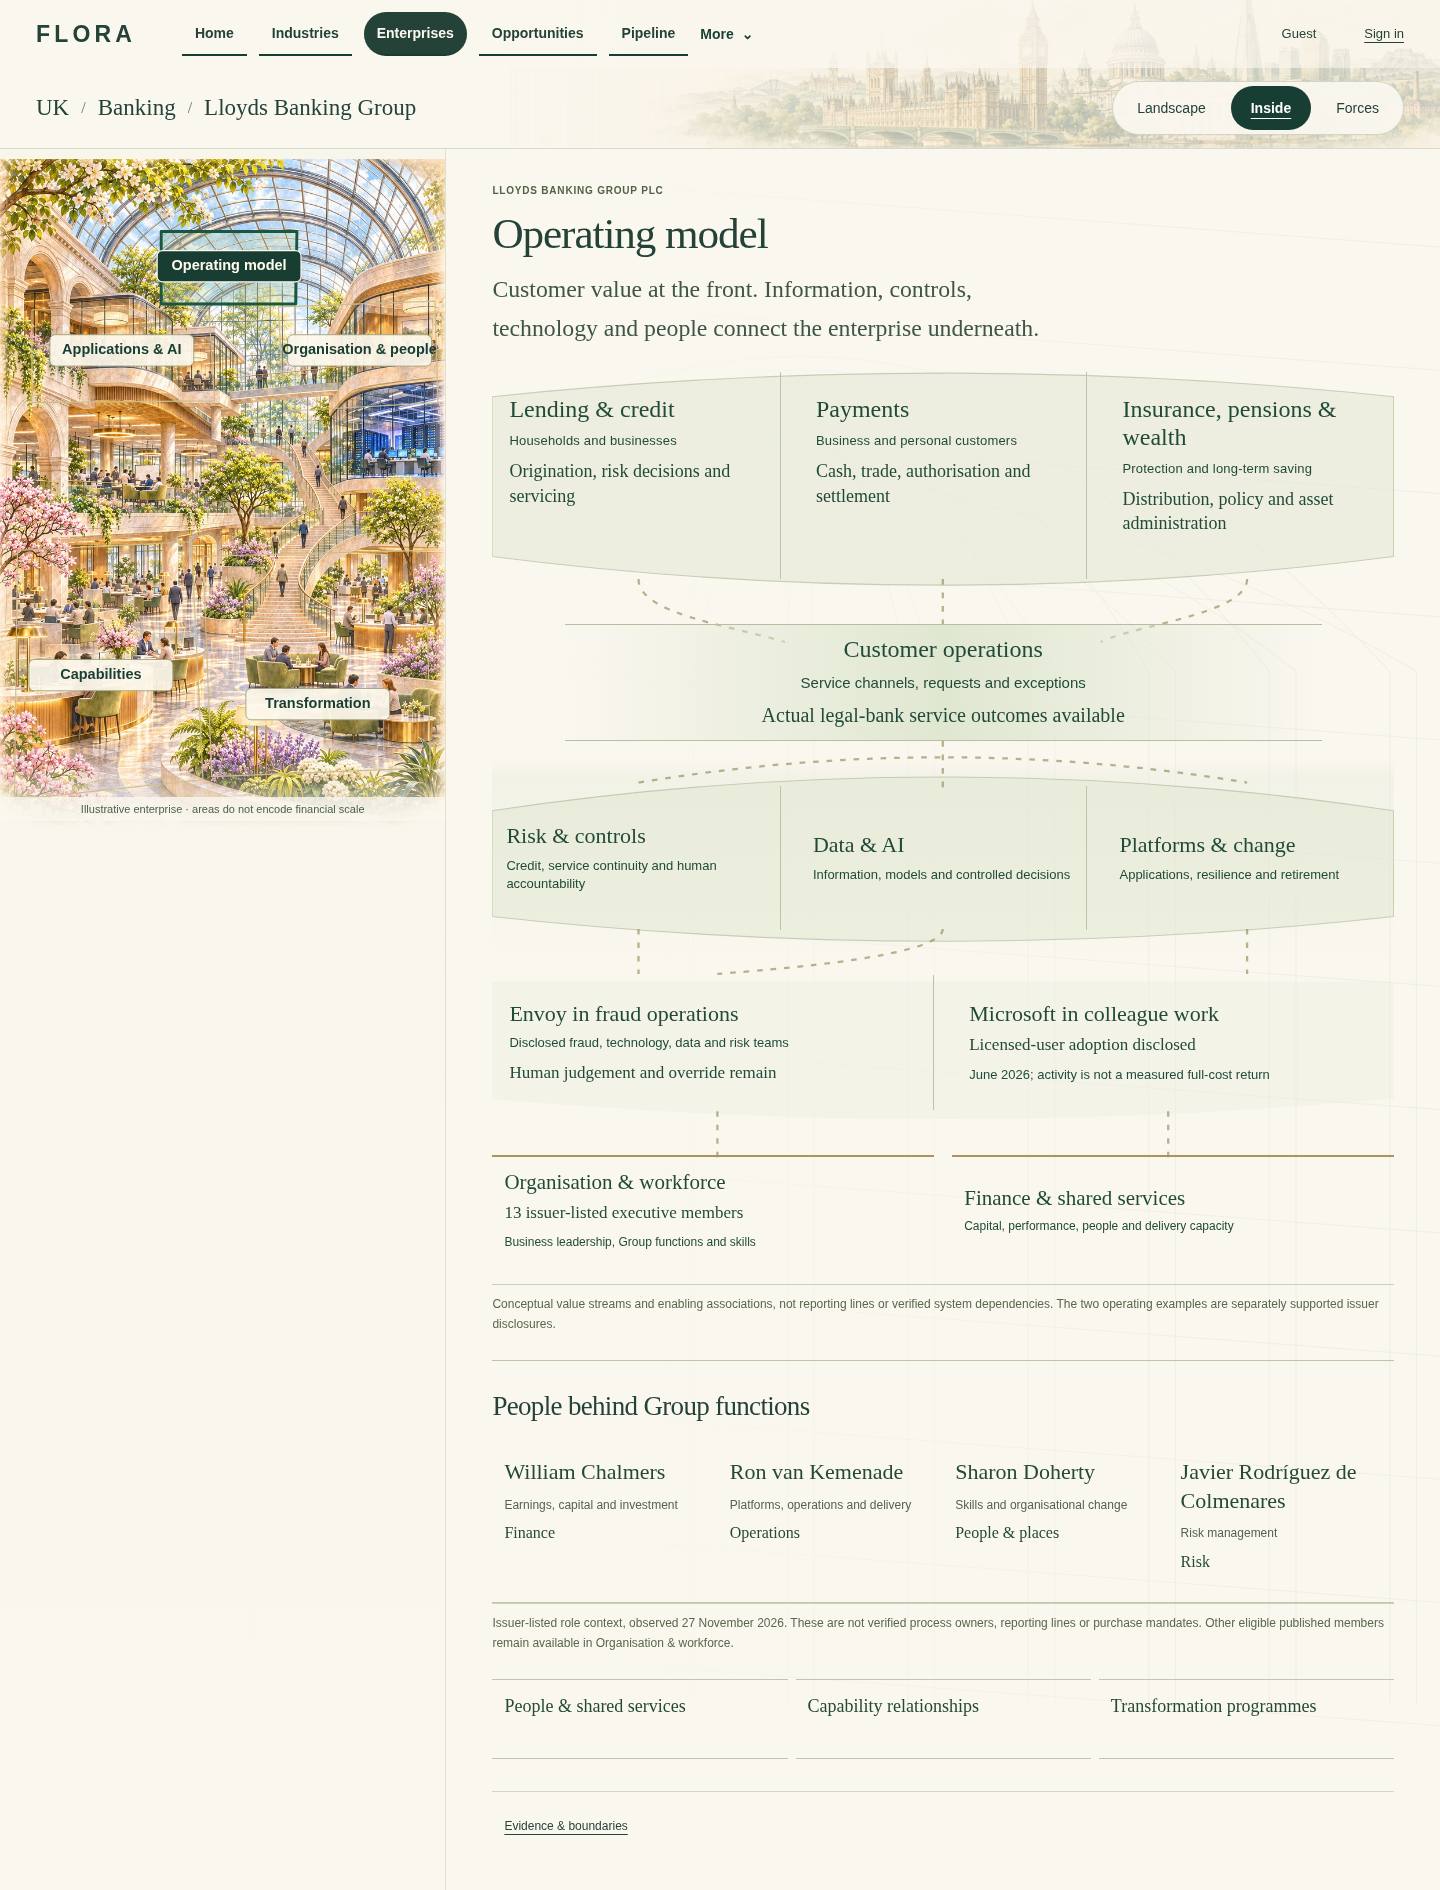 FLORA
Home
Industries
Enterprises
Opportunities
Pipeline
More
Guest
Sign in
UK / Banking / Lloyds Banking Group
Landscape
Inside
Forces
Operating model
Applications & AI
Organisation & people
Capabilities
Transformation
Illustrative enterprise · areas do not encode financial scale
LLOYDS BANKING GROUP PLC
Operating model
Customer value at the front. Information, controls,
technology and people connect the enterprise underneath.
Lending & credit
Households and businesses
Origination, risk decisions and
servicing
Payments
Business and personal customers
Cash, trade, authorisation and
settlement
Insurance, pensions &
wealth
Protection and long-term saving
Distribution, policy and asset
administration
Customer operations
Service channels, requests and exceptions
Actual legal-bank service outcomes available
Risk & controls
Credit, service continuity and human
accountability
Data & AI
Information, models and controlled decisions
Platforms & change
Applications, resilience and retirement
Envoy in fraud operations
Disclosed fraud, technology, data and risk teams
Human judgement and override remain
Microsoft in colleague work
Licensed-user adoption disclosed
June 2026; activity is not a measured full-cost return
Organisation & workforce
13 issuer-listed executive members
Business leadership, Group functions and skills
Finance & shared services
Capital, performance, people and delivery capacity
Conceptual value streams and enabling associations, not reporting lines or verified system dependencies. The two operating examples are separately supported issuer
disclosures.
People behind Group functions
William Chalmers
Earnings, capital and investment
Finance
Ron van Kemenade
Platforms, operations and delivery
Operations
Sharon Doherty
Skills and organisational change
People & places
Javier Rodríguez de
Colmenares
Risk management
Risk
Issuer-listed role context, observed 27 November 2026. These are not verified process owners, reporting lines or purchase mandates. Other eligible published members
remain available in Organisation & workforce.
People & shared services
Capability relationships
Transformation programmes
Evidence & boundaries